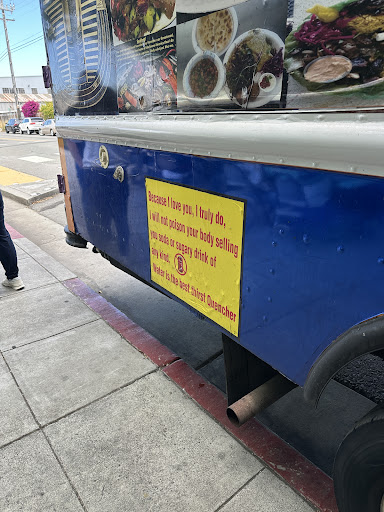 Because I love you, I truly do,
i will not poison your body selling
you soda or sugary drink of
any kind.
Water is the best thirst Quencher